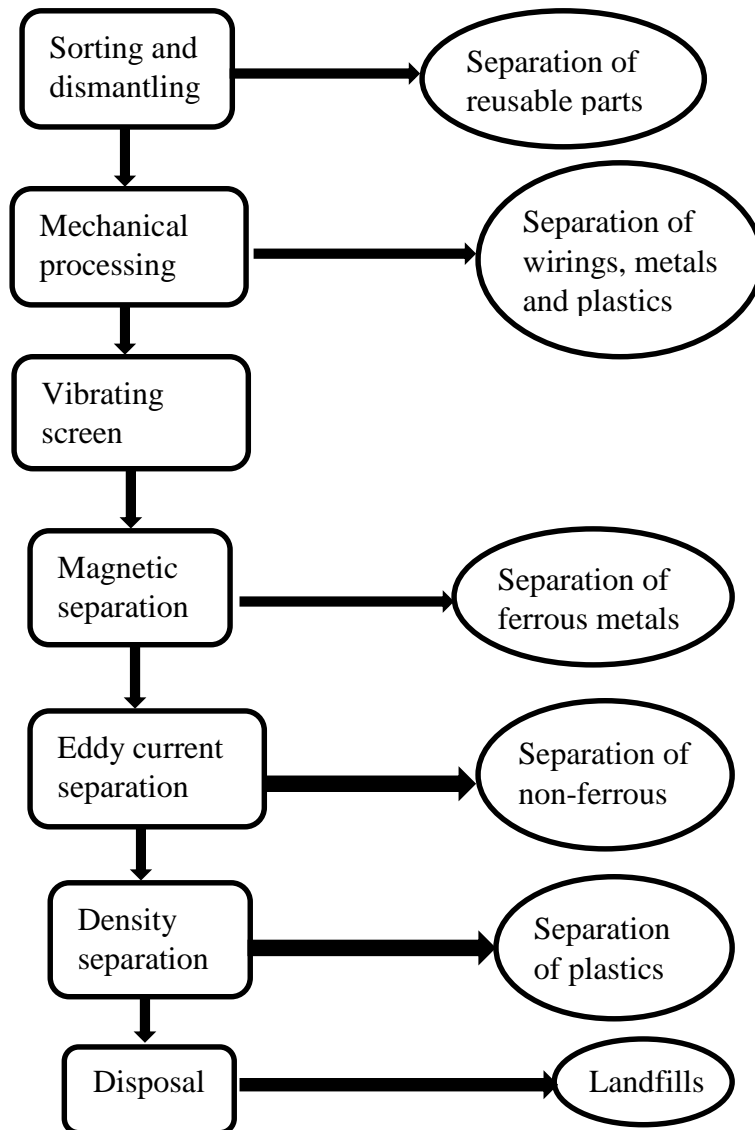 Sorting and
dismantling
Separation of
reusable parts
Mechanical
processing
Separation of
wirings, metals
and plastics
Vibrating
screen
Magnetic
separation
Separation of
ferrous metals
Eddy current
separation
Separation of
non-ferrous
Density
separation
Separation
of plastics
Disposal
Landfills